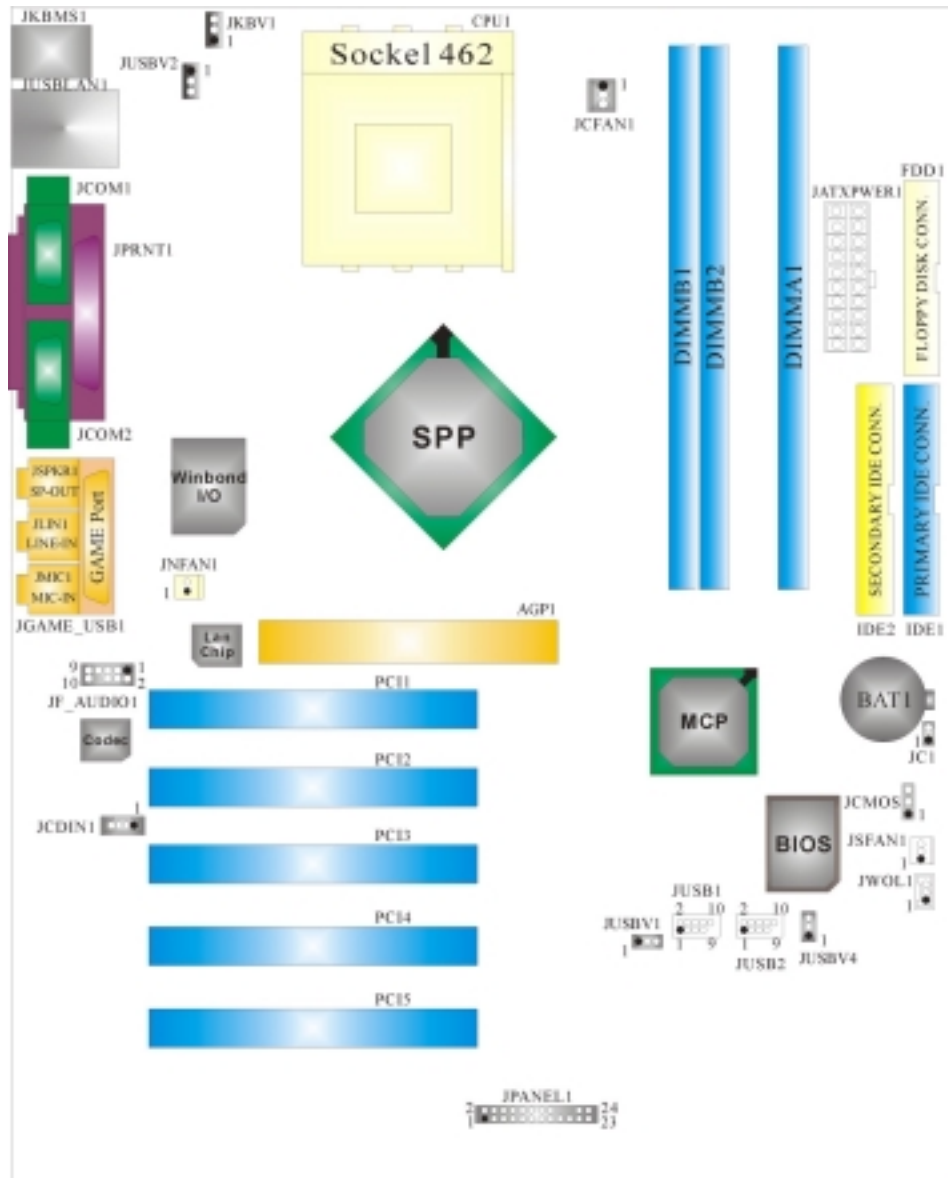 JKBMS1
JKBV1
1
CPU1
JUSBV2
1
Sockel 462
JUSBLAN1
1
JCFAN1
FDD1
JCOM1
JATXPWER1
JPRNT1
FLOPPY DISK CONN.
DIMMB1
DIMMB2
DIMMA1
SPP
JCOM2
Winbond
I/O
JSPKR1
SP-OUT
JLIN1
LINE-IN
JMIC1
MIC-IN
GAME Port
SECONDARY IDE CONN.
PRIMARY IDE CONN.
JNFAN1
1
AGP1
JGAME_USB1
IDE2
IDE1
Lan
Chip
9
1
10
2
JF_AUDIO1
PCI1
MCP
BAT1
Codec
1
JC1
PCI2
JCMOS
1
1
JCDIN1
PCI3
BIOS
JSFAN1
1
JWOL1
1
JUSB1
2
10
2
10
PCI4
JUSBV1
1
1
9
1
9
1
JUSB2
JUSBV4
PCI5
JPANEL1
2
24
1
23